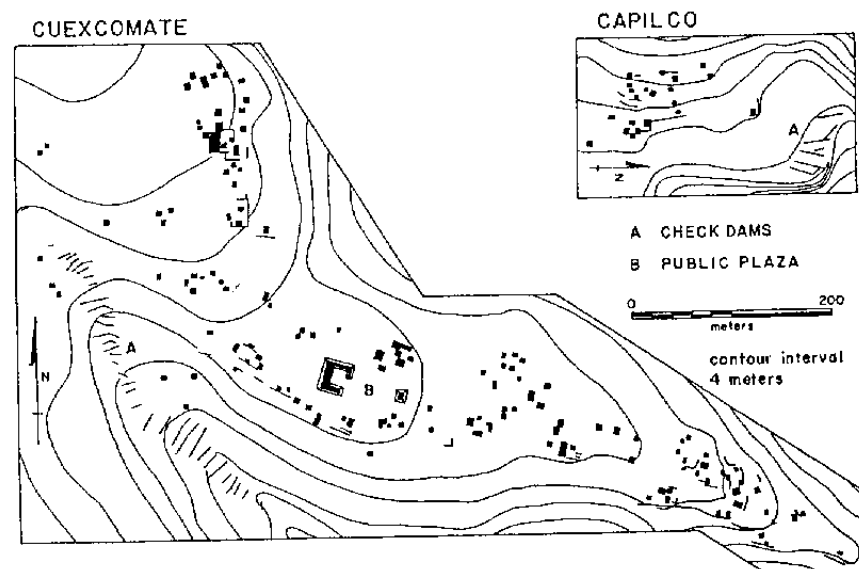 CUEXCOMATE
CAPILCO
A
N
A CHECK DAMS
B PUBLIC PLAZA
0 200
meters
contour interval
4 meters
A
N
B